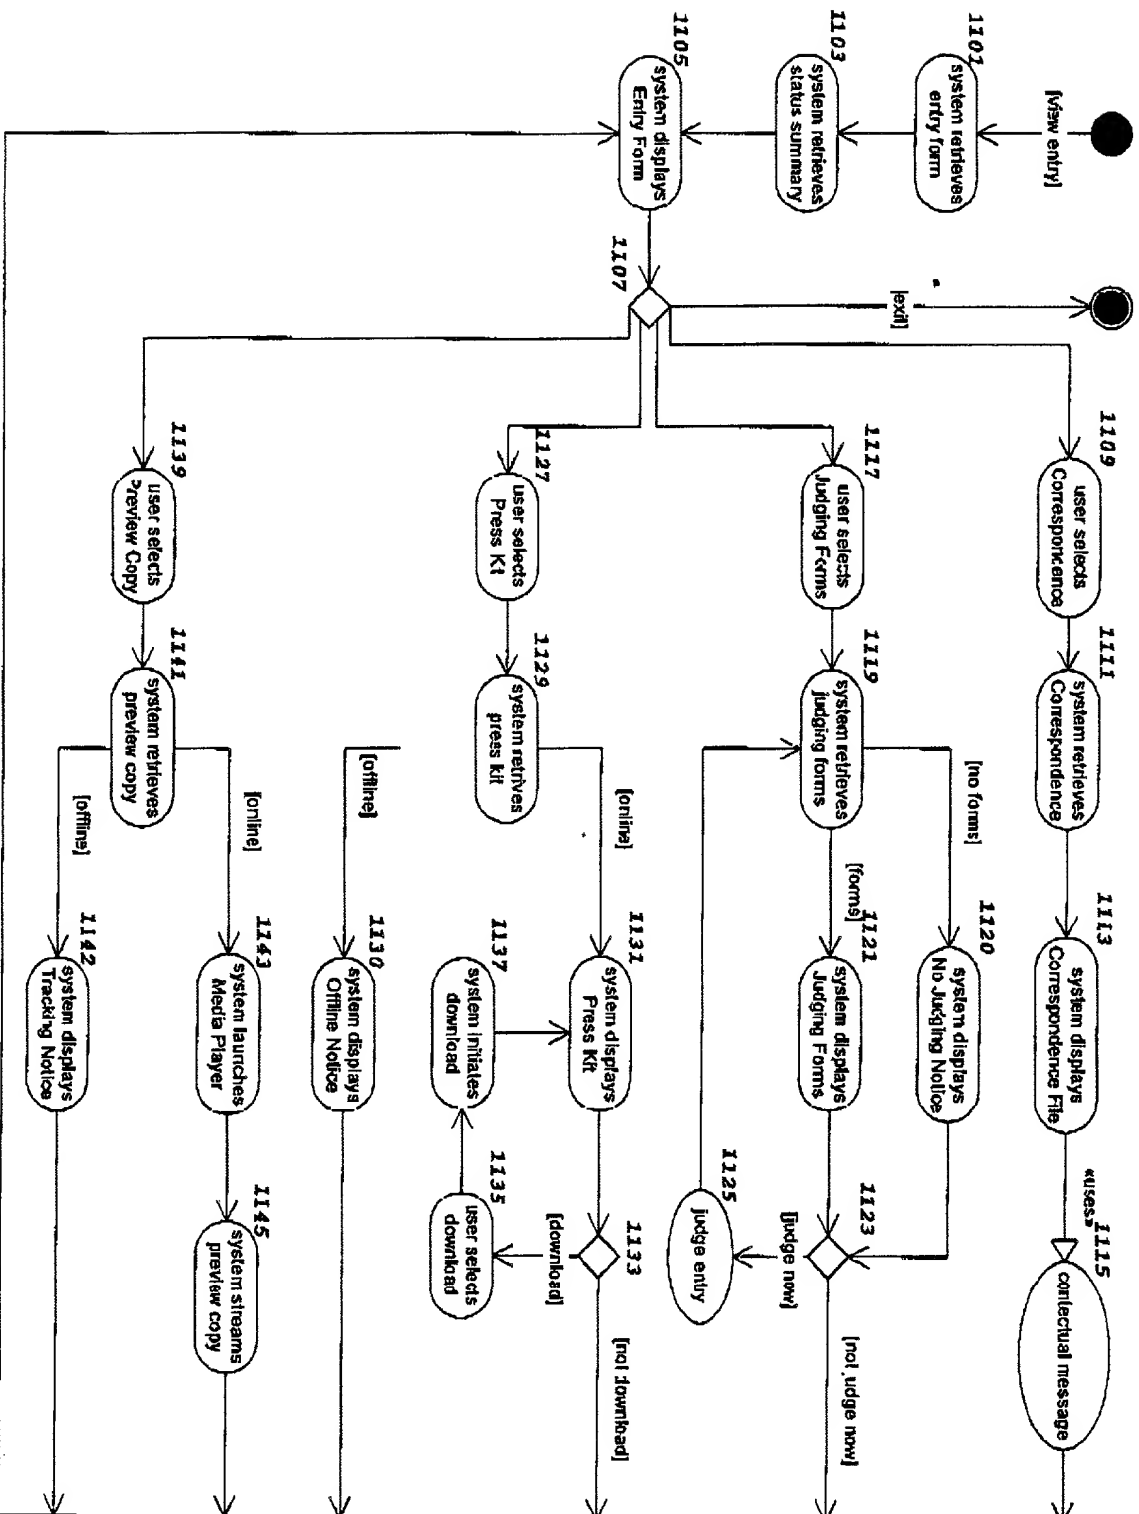 [view entry]
1101
system retrieves
entry form
1103
system retrieves
status summary
1105
system displays
Entry Form
1107
[exit]
1109
user selects
Correspondence
1111
system retrieves
Correspondence
1113
system displays
Correspondence File
«uses»
1115
contectual message
1117
user selects
Judging Forms
1119
system retrieves
judging forms
[no forms]
1120
system displays
No Judging Notice
[forms]
1121
system displays
Judging Forms
1123
[judge now]
[not judge now]
1125
judge entry
1127
user selects
Press Kit
1129
system retrives
press kit
[online]
1131
system displays
Press Kit
1133
[download]
[not download]
1135
user selects
download
1137
system initiates
download
[offline]
1130
system displays
Offline Notice
1139
user selects
Preview Copy
1141
system retrieves
preview copy
[online]
1143
system launches
Media Player
1145
system streams
preview copy
[offline]
1142
system displays
Tracking Notice